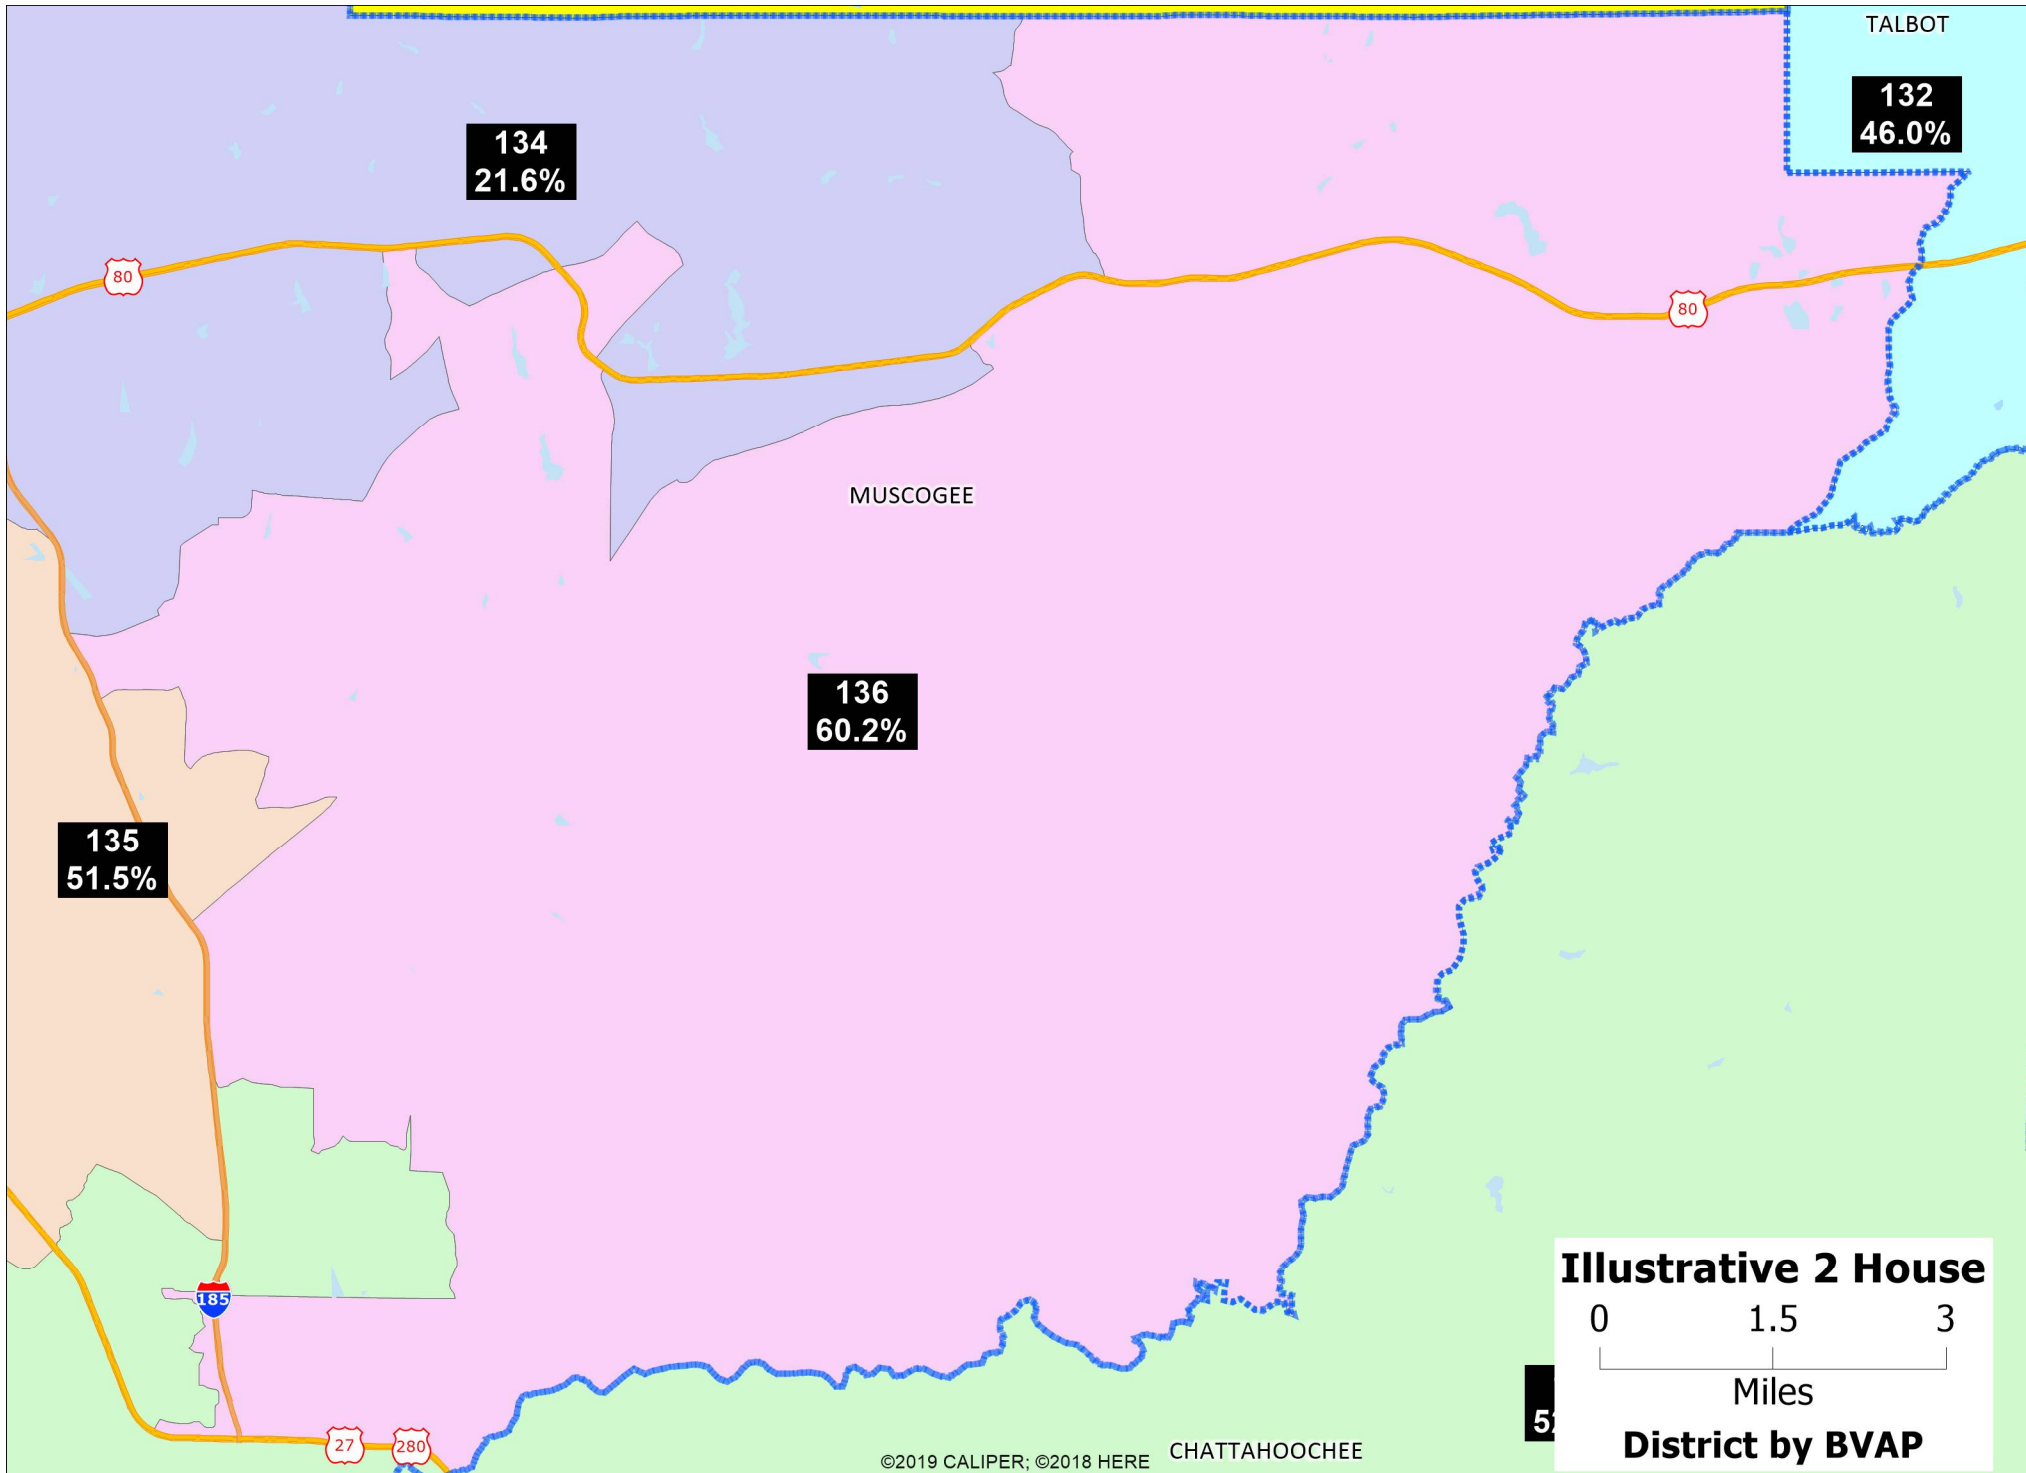 TALBOT
132
46.0%
134
21.6%
80
80
MUSCOGEE
136
60.2%
135
51.5%
185
27
280
©2019 CALIPER; ©2018 HERE
CHATTAHOOCHEE
Illustrative 2 House
0 1.5 3
Miles
District by BVAP